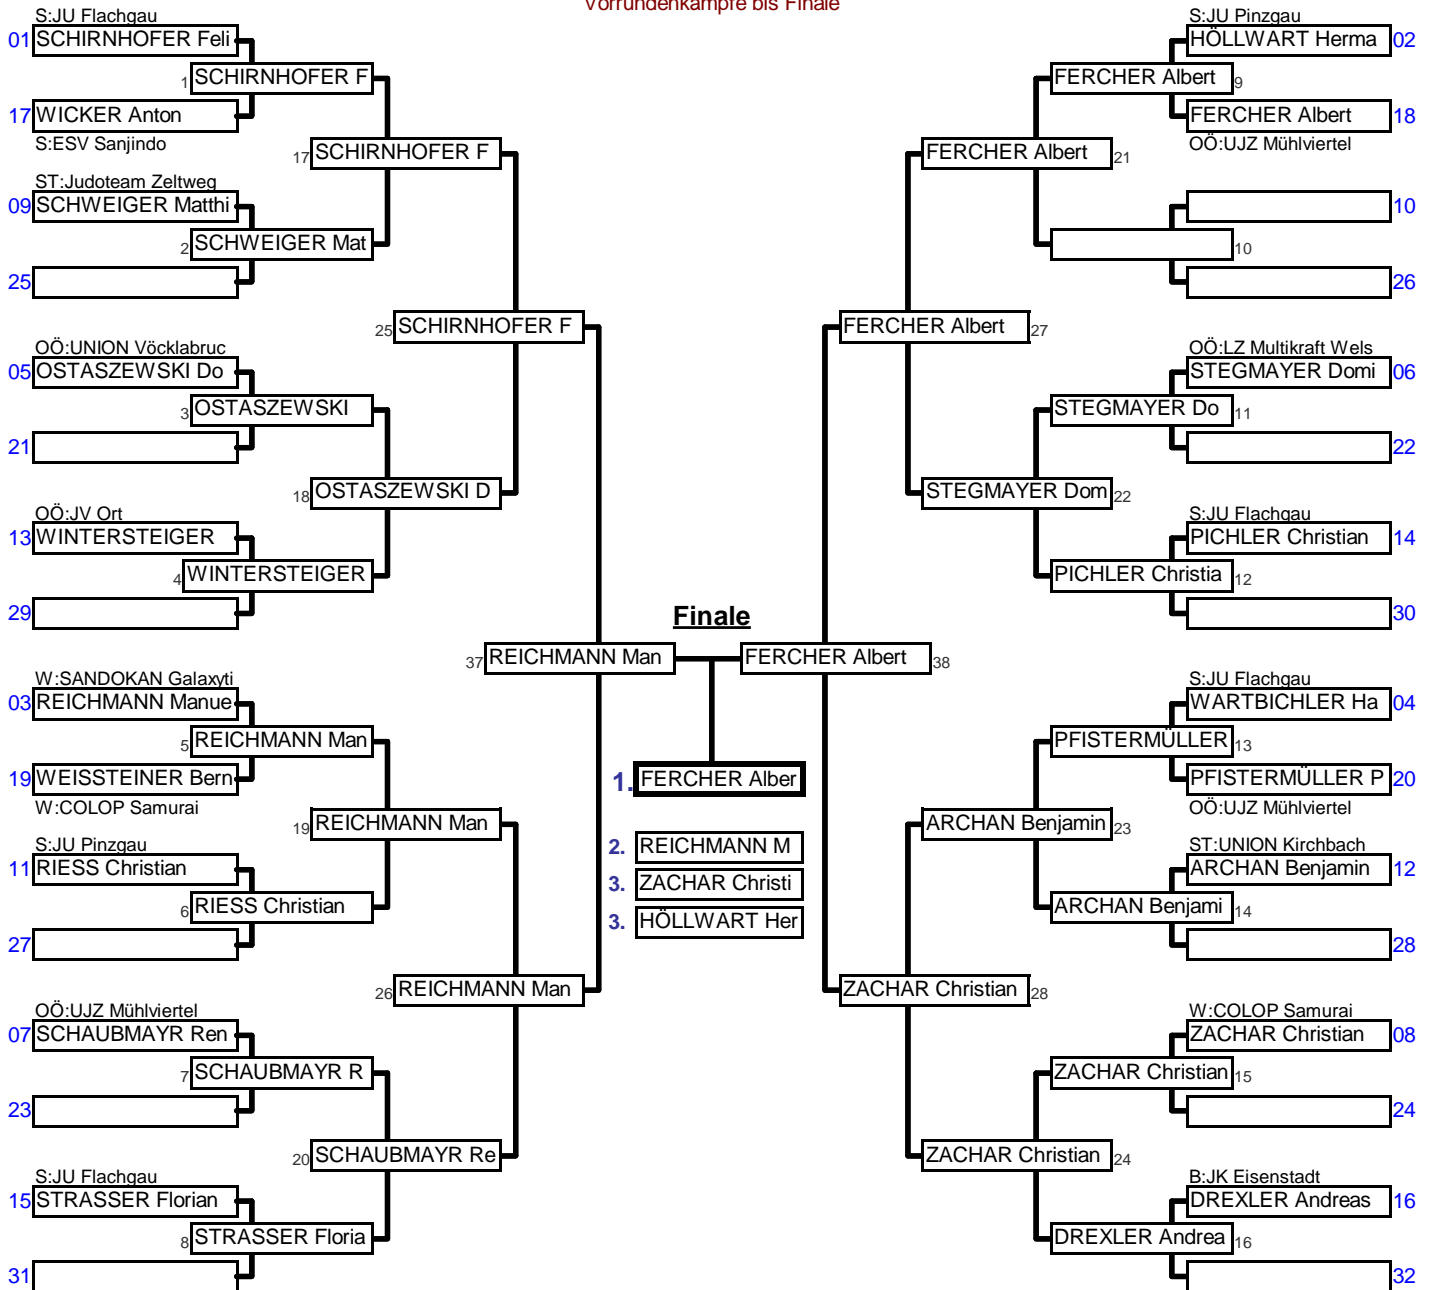 Vorrundenkämpfe bis Finale
S:JU Flachgau
01 SCHIRNHOFER Feli
1 SCHIRNHOFER F
17 WICKER Anton
S:ESV Sanjindo
17 SCHIRNHOFER F
ST:Judoteam Zeltweg
09 SCHWEIGER Matthi
2 SCHWEIGER Mat
25
25 SCHIRNHOFER F
OÖ:UNION Vöcklabruc
05 OSTASZEWSKI Do
3 OSTASZEWSKI
21
18 OSTASZEWSKI D
OÖ:JV Ort
13 WINTERSTEIGER
4 WINTERSTEIGER
29
37 REICHMANN Man
W:SANDOKAN Galaxyti
03 REICHMANN Manue
5 REICHMANN Man
19 WEISSTEINER Bern
W:COLOP Samurai
19 REICHMANN Man
S:JU Pinzgau
11 RIESS Christian
6 RIESS Christian
27
26 REICHMANN Man
OÖ:UJZ Mühlviertel
07 SCHAUBMAYR Ren
7 SCHAUBMAYR R
23
20 SCHAUBMAYR Re
S:JU Flachgau
15 STRASSER Florian
8 STRASSER Floria
31
Finale
1. FERCHER Alber
2. REICHMANN M
3. ZACHAR Christi
3. HÖLLWART Her
S:JU Pinzgau
HÖLLWART Herma 02
FERCHER Albert 9
FERCHER Albert 18
OÖ:UJZ Mühlviertel
FERCHER Albert 21
10
10
26
FERCHER Albert 27
OÖ:LZ Multikraft Wels
STEGMAYER Domi 06
STEGMAYER Do 11
22
STEGMAYER Dom 22
S:JU Flachgau
PICHLER Christian 14
PICHLER Christia 12
30
FERCHER Albert 38
S:JU Flachgau
WARTBICHLER Ha 04
PFISTERMÜLLER 13
PFISTERMÜLLER P 20
OÖ:UJZ Mühlviertel
ARCHAN Benjamin 23
ST:UNION Kirchbach
ARCHAN Benjamin 12
ARCHAN Benjami 14
28
ZACHAR Christian 28
W:COLOP Samurai
ZACHAR Christian 08
ZACHAR Christian 15
24
ZACHAR Christian 24
B:JK Eisenstadt
DREXLER Andreas 16
DREXLER Andrea 16
32